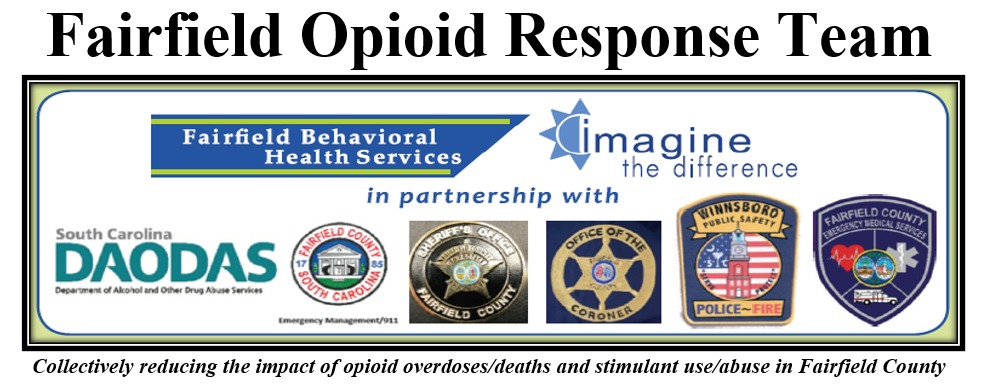 Fairfield Opioid Response Team
Fairfield Behavioral
Health Services
imagine
the difference
in partnership with
South Carolina
DAODAS
Department of Alcohol and Other Drug Abuse Services
FAIRFIELD COUNTY
17 85
SOUTH CAROLINA
Emergency Management/911
SHERIFF'S OFFICE
FAIRFIELD COUNTY
OFFICE OF THE
CORONER
WINNSBORO
PUBLIC SAFETY
POLICE~FIRE
FAIRFIELD COUNTY
EMERGENCY MEDICAL SERVICES
Collectively reducing the impact of opioid overdoses/deaths and stimulant use/abuse in Fairfield County